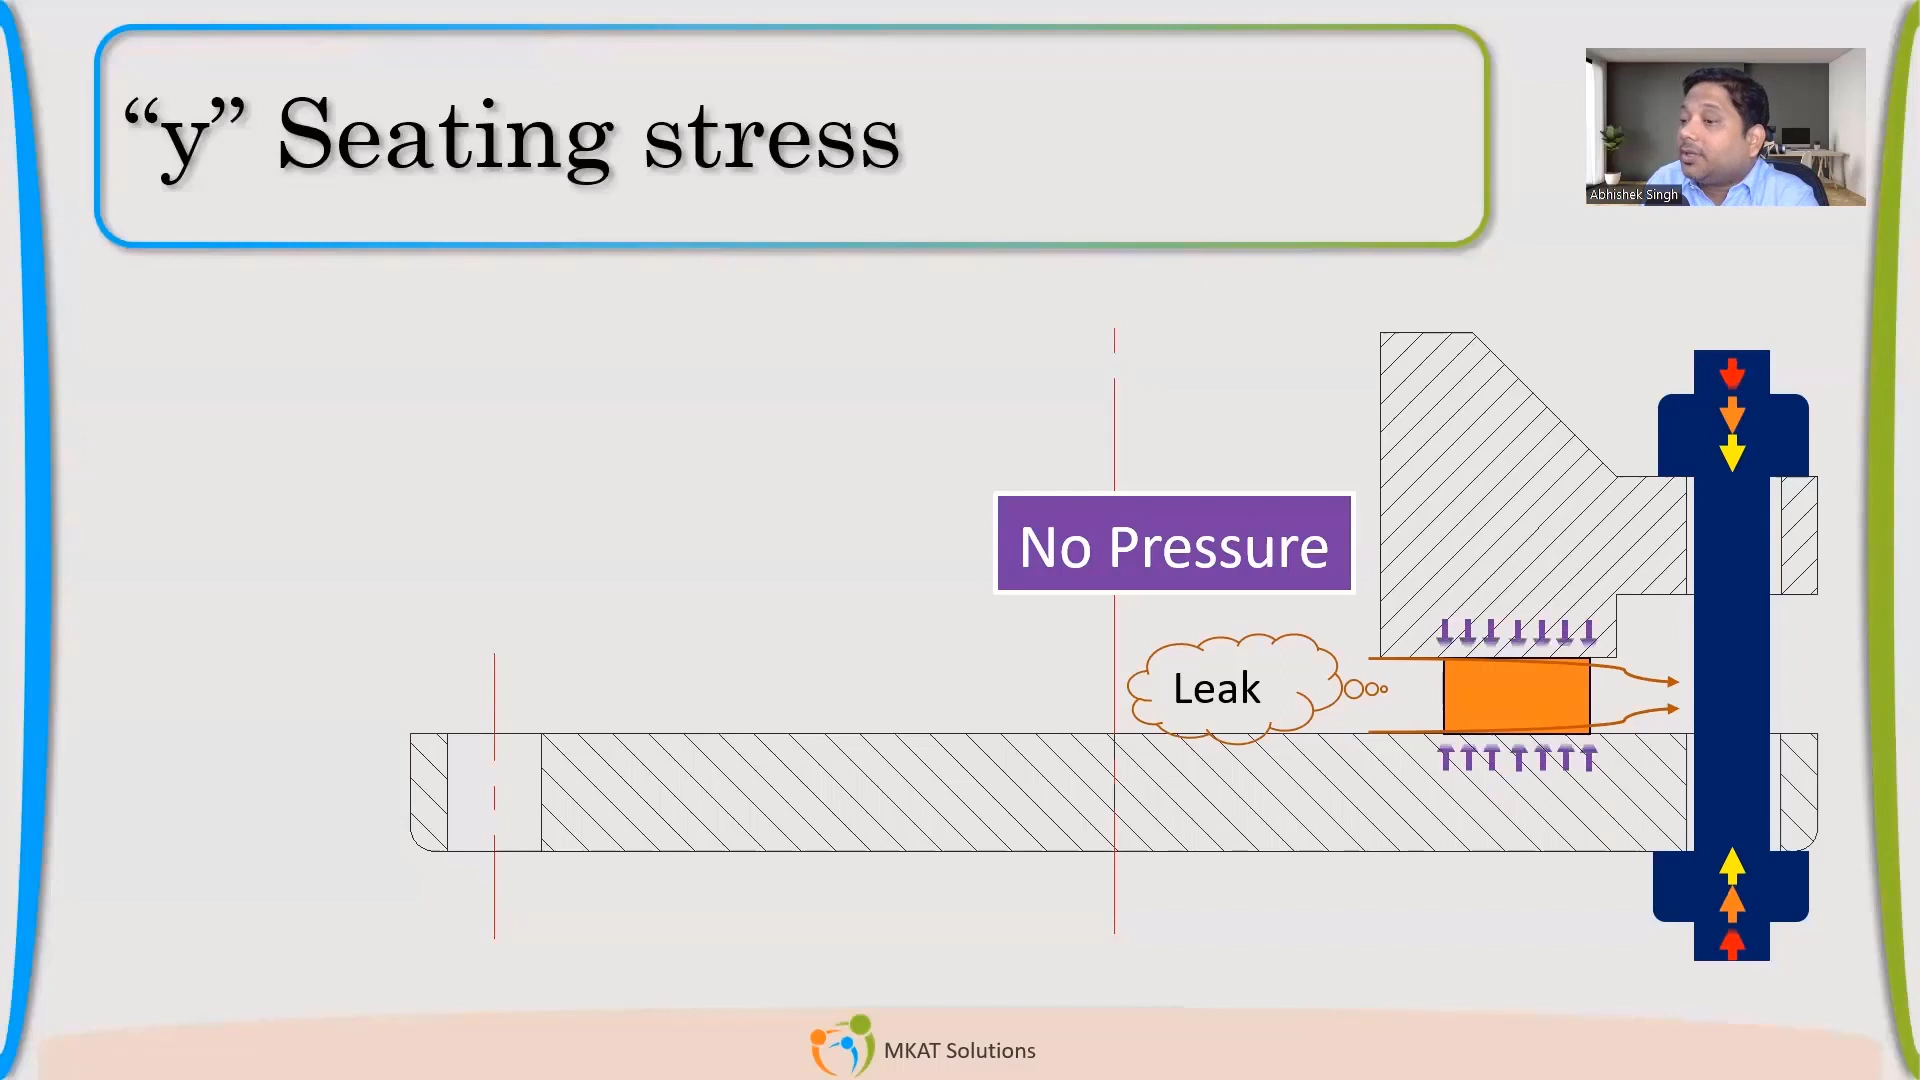 “y” Seating stress
Abhishek Singh
No Pressure
Leak
MKAT Solutions